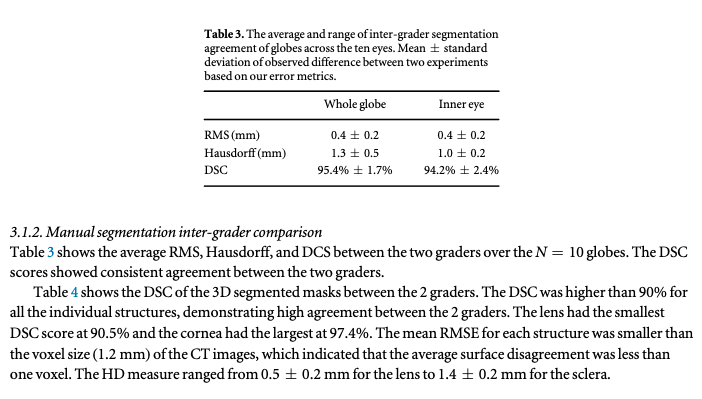 Table 3. The average and range of inter-grader segmentation
agreement of globes across the ten eyes. Mean ± standard
deviation of observed difference between two experiments
based on our error metrics.
Whole globe Inner eye
RMS (mm) 0.4 ± 0.2 0.4 ± 0.2
Hausdorff (mm) 1.3 ± 0.5 1.0 ± 0.2
DSC 95.4% ± 1.7% 94.2% ± 2.4%
3.1.2. Manual segmentation inter-grader comparison
Table 3 shows the average RMS, Hausdorff, and DCS between the two graders over the N = 10 globes. The DSC
scores showed consistent agreement between the two graders.
Table 4 shows the DSC of the 3D segmented masks between the 2 graders. The DSC was higher than 90% for
all the individual structures, demonstrating high agreement between the 2 graders. The lens had the smallest
DSC score at 90.5% and the cornea had the largest at 97.4%. The mean RMSE for each structure was smaller than
the voxel size (1.2 mm) of the CT images, which indicated that the average surface disagreement was less than
one voxel. The HD measure ranged from 0.5 ± 0.2 mm for the lens to 1.4 ± 0.2 mm for the sclera.